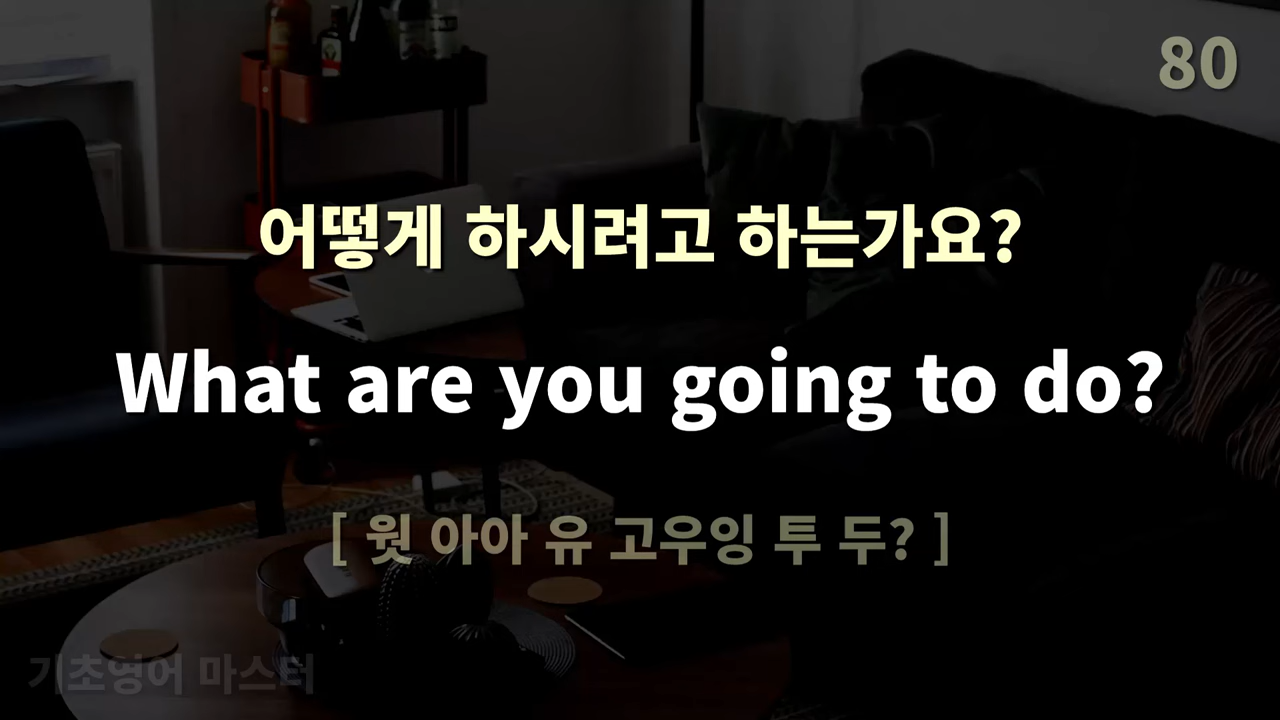 80
어떻게 하시려고 하는가요?
What are you going to do?
[ 윗 아아 유 고우잉 투 두? ]
기초영어 마스터